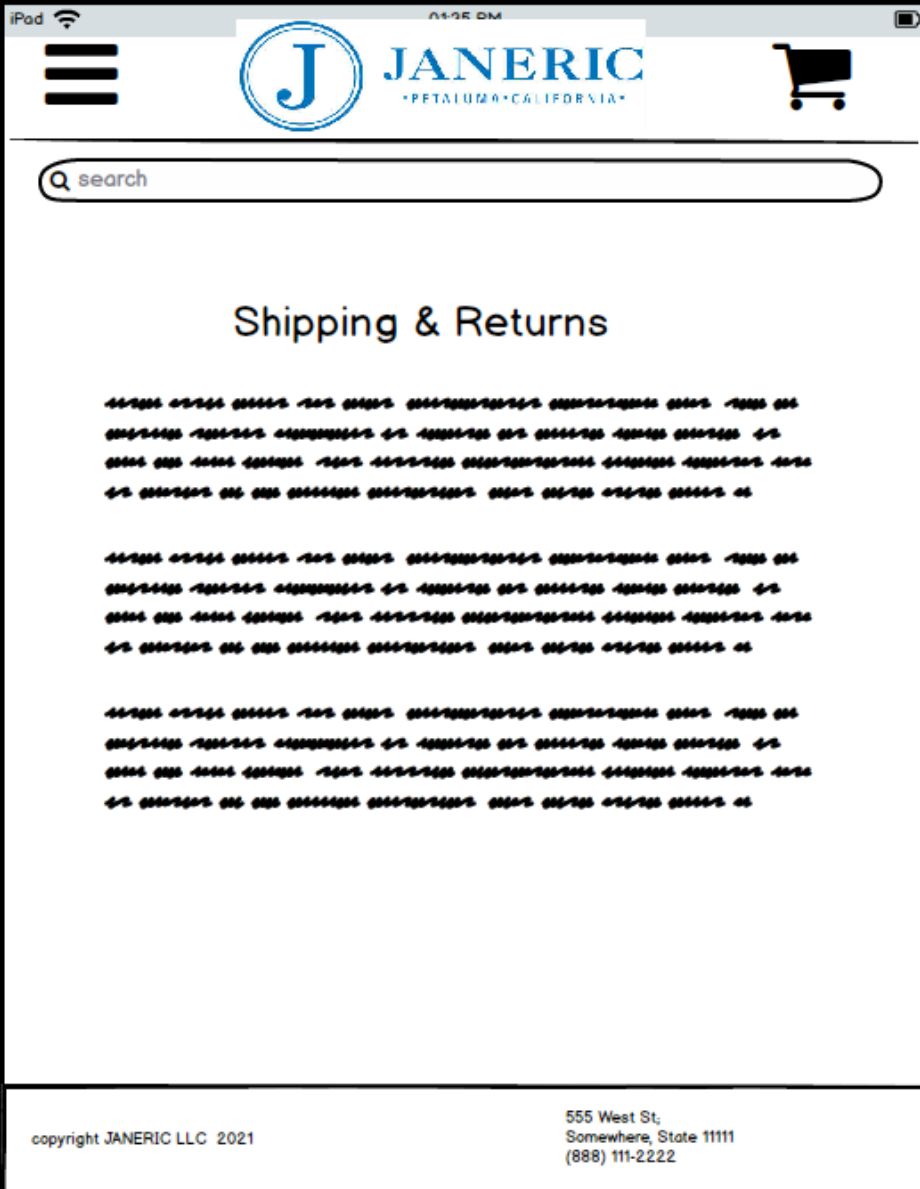 iPad
01:35 PM
J
JANERIC
•PETALUMA•CALIFORNIA•
search
Shipping & Returns
copyright JANERIC LLC 2021
555 West St;
Somewhere, State 11111
(888) 111-2222